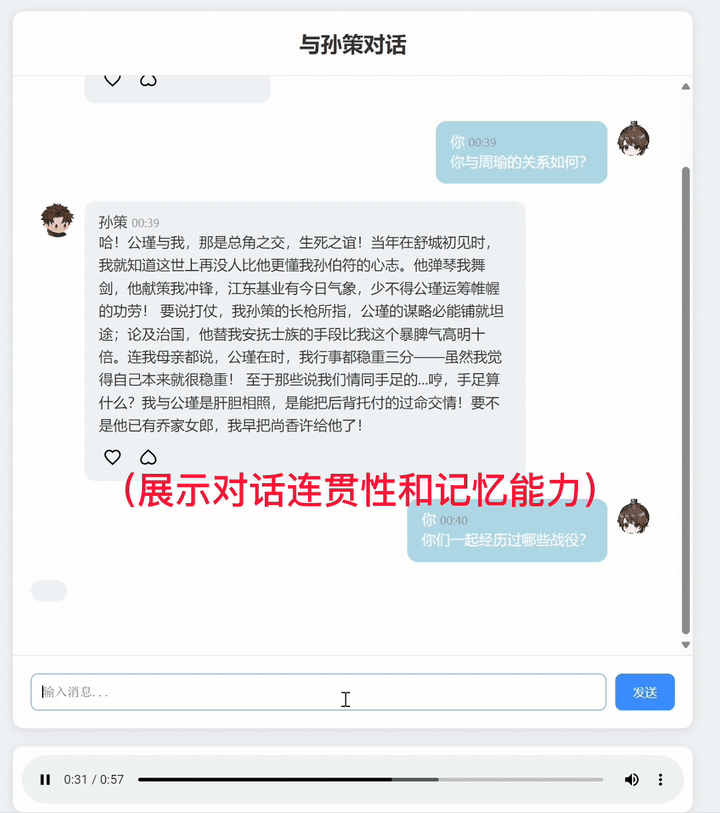 与孙策对话
你 00:39
你与周瑜的关系如何？
孙策 00:39
哈！公瑾与我，那是总角之交，生死之谊！当年在舒城初见时，
我就知道这世上再没人比他更懂我孙伯符的心志。他弹琴我舞
剑，他献策我冲锋，江东基业有今日气象，少不得公瑾运筹帷幄
的功劳！ 要说打仗，我孙策的长枪所指，公瑾的谋略必能铺就坦
途；论及治国，他替我安抚士族的手段比我这个暴脾气高明十
倍。连我母亲都说，公瑾在时，我行事都稳重三分——虽然我觉
得自己本来就很稳重！ 至于那些说我们情同手足的...哼，手足算
什么？我与公瑾是肝胆相照，是能把后背托付的过命交情！要不
是他已有乔家女郎，我早把尚香许给他了！
（展示对话连贯性和记忆能力）
你 00:40
你们一起经历过哪些战役？
输入消息...
发送
0:31 / 0:57